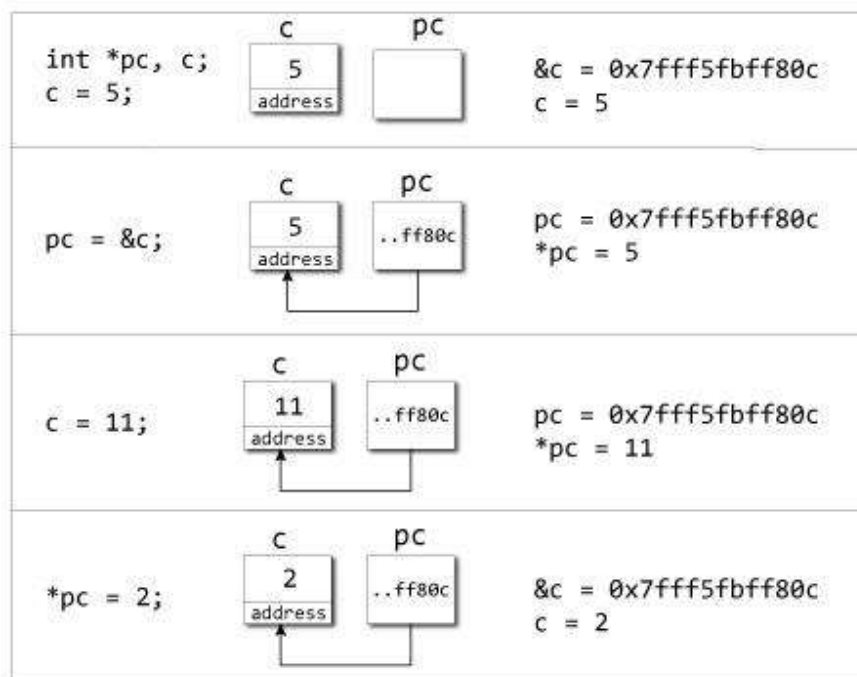 c pc
int *pc, c;
c = 5;
5
address
&c = 0x7fff5fbff80c
c = 5
c pc
pc = &c;
5
address
..ff80c
pc = 0x7fff5fbff80c
*pc = 5
c pc
c = 11;
11
address
..ff80c
pc = 0x7fff5fbff80c
*pc = 11
c pc
*pc = 2;
2
address
..ff80c
&c = 0x7fff5fbff80c
c = 2